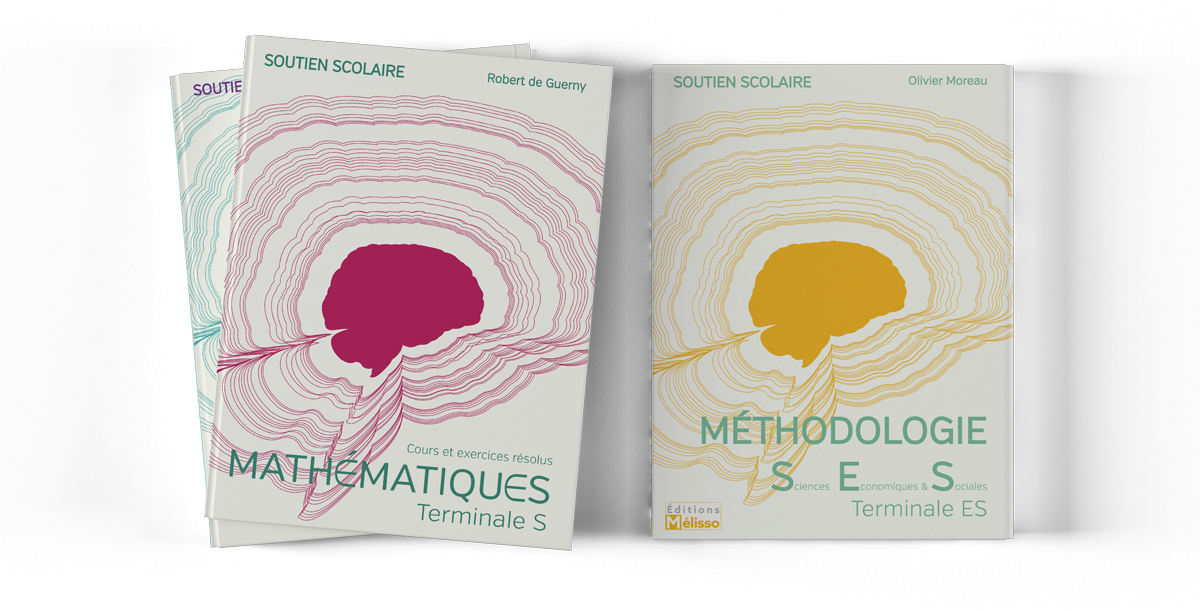 SOUTIE
SOUTIEN SCOLAIRE
Robert de Guerny
Cours et exercices résolus
MATHÉMATIQUES
Terminale S
SOUTIEN SCOLAIRE
Olivier Moreau
MÉTHODOLOGIE
Sciences Economiques & Sociales
Terminale ES
Éditions
Mélisso